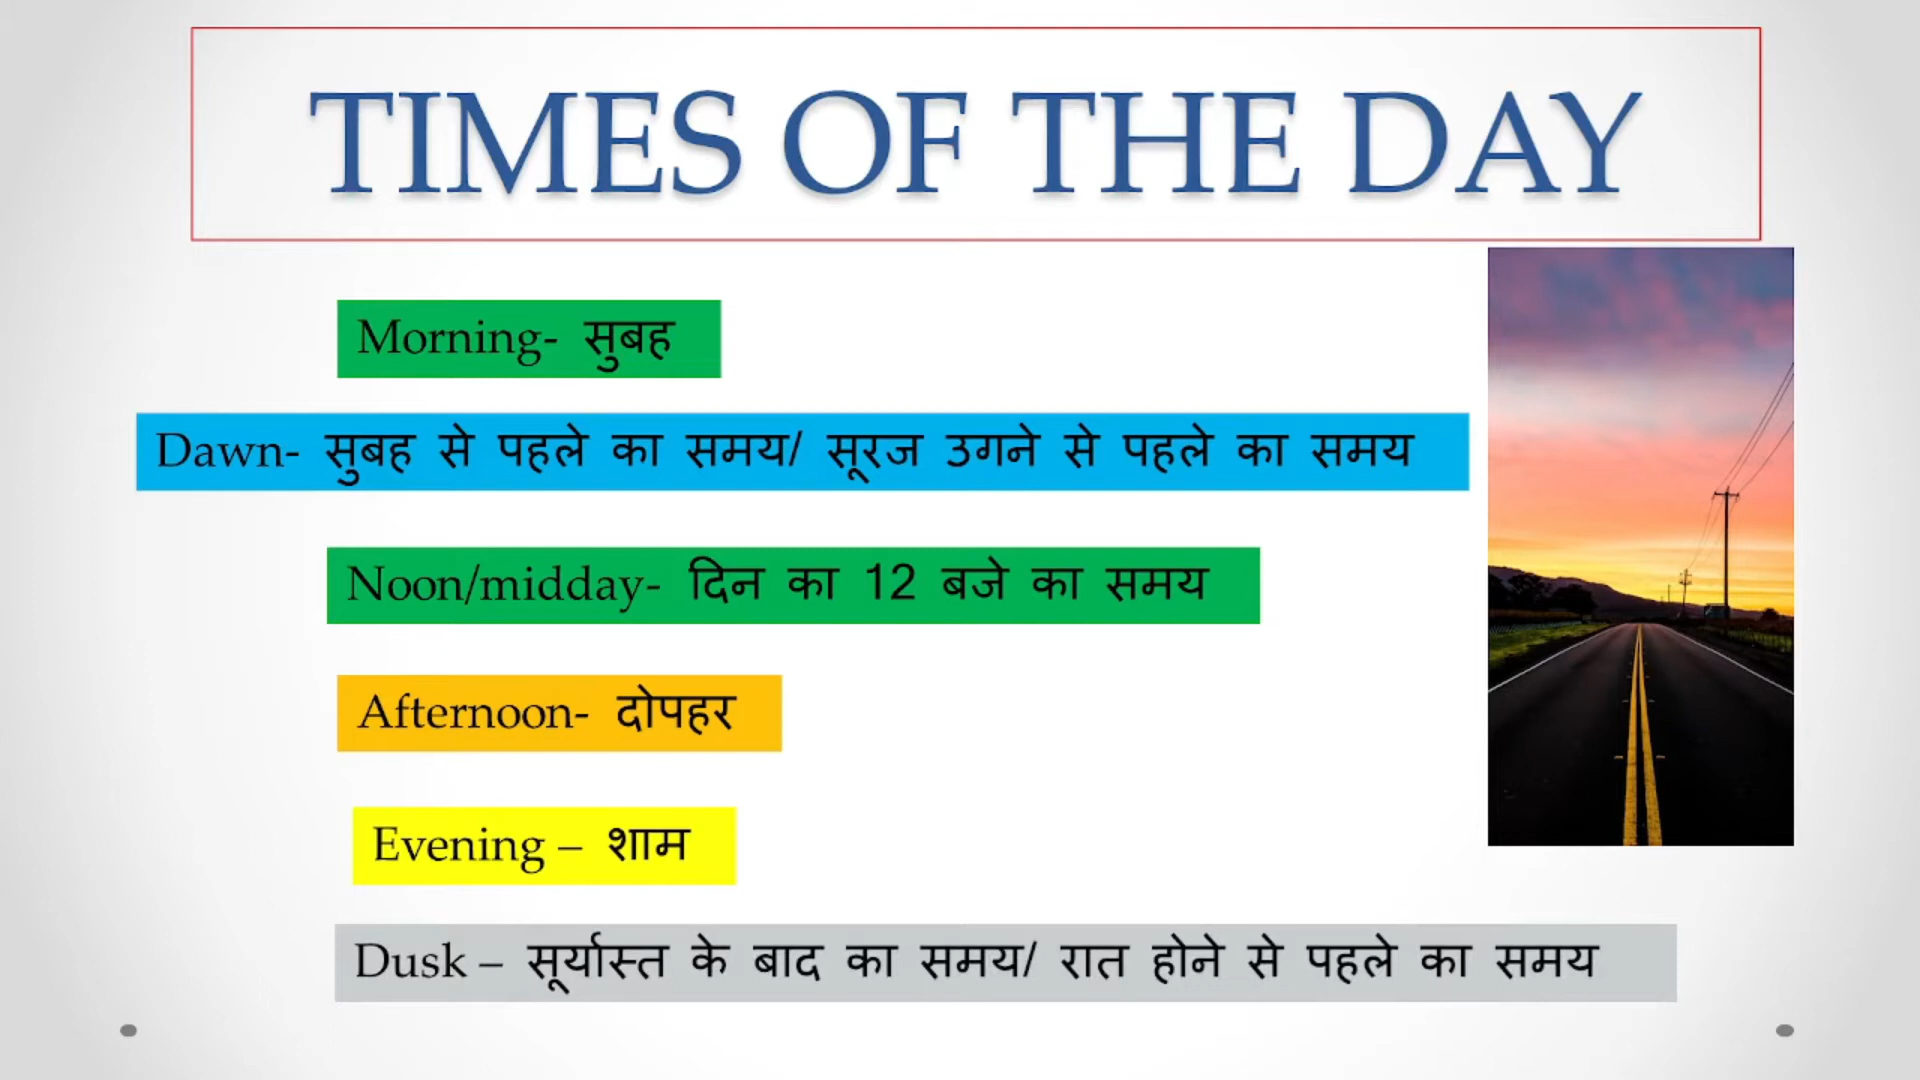 TIMES OF THE DAY
Morning- सुबह
Dawn- सुबह से पहले का समय/ सूरज उगने से पहले का समय
Noon/midday- दिन का 12 बजे का समय
Afternoon- दोपहर
Evening – शाम
Dusk – सूर्यास्त के बाद का समय/ रात होने से पहले का समय